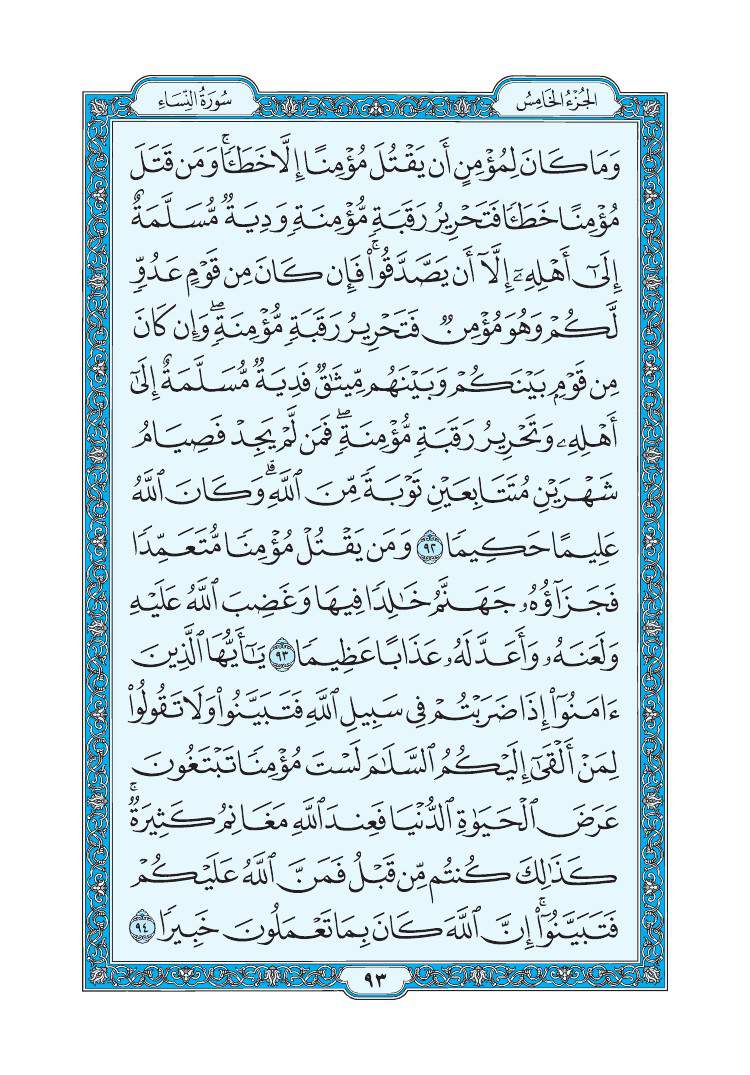 الجُزْءُ الخَامِسُ
سُورَةُ النِّسَاءِ
وَمَا كَانَ لِمُؤْمِنٍ أَن يَقْتُلَ مُؤْمِنًا إِلَّا خَطَـًٔاۚ وَمَن قَتَلَ
مُؤْمِنًا خَطَـًٔا فَتَحْرِيرُ رَقَبَةٍ مُّؤْمِنَةٍ وَدِيَةٌ مُّسَلَّمَةٌ
إِلَىٰٓ أَهْلِهِۦٓ إِلَّآ أَن يَصَّدَّقُوا۟ۚ فَإِن كَانَ مِن قَوْمٍ عَدُوٍّ
لَّكُمْ وَهُوَ مُؤْمِنٌ فَتَحْرِيرُ رَقَبَةٍ مُّؤْمِنَةٍۖ وَإِن كَانَ
مِن قَوْمٍۭ بَيْنَكُمْ وَبَيْنَهُم مِّيثَٰقٌ فَدِيَةٌ مُّسَلَّمَةٌ إِلَىٰٓ
أَهْلِهِۦ وَتَحْرِيرُ رَقَبَةٍ مُّؤْمِنَةٍۖ فَمَن لَّمْ يَجِدْ فَصِيَامُ
شَهْرَيْنِ مُتَتَابِعَيْنِ تَوْبَةً مِّنَ ٱللَّهِۗ وَكَانَ ٱللَّهُ
عَلِيمًا حَكِيمًا ٩٢ وَمَن يَقْتُلْ مُؤْمِنًا مُّتَعَمِّدًا
فَجَزَآؤُهُۥ جَهَنَّمُ خَٰلِدًا فِيهَا وَغَضِبَ ٱللَّهُ عَلَيْهِ
وَلَعَنَهُۥ وَأَعَدَّ لَهُۥ عَذَابًا عَظِيمًا ٩٣ يَٰٓأَيُّهَا ٱلَّذِينَ
ءَامَنُوٓا۟ إِذَا ضَرَبْتُمْ فِى سَبِيلِ ٱللَّهِ فَتَبَيَّنُوا۟ وَلَا تَقُولُوا۟
لِمَنْ أَلْقَىٰٓ إِلَيْكُمُ ٱلسَّلَٰمَ لَسْتَ مُؤْمِنًا تَبْتَغُونَ
عَرَضَ ٱلْحَيَوٰةِ ٱلدُّنْيَا فَعِندَ ٱللَّهِ مَغَانِمُ كَثِيرَةٌۚ
كَذَٰلِكَ كُنتُم مِّن قَبْلُ فَمَنَّ ٱللَّهُ عَلَيْكُمْ
فَتَبَيَّنُوٓا۟ۚ إِنَّ ٱللَّهَ كَانَ بِمَا تَعْمَلُونَ خَبِيرًا ٩٤
٩٣